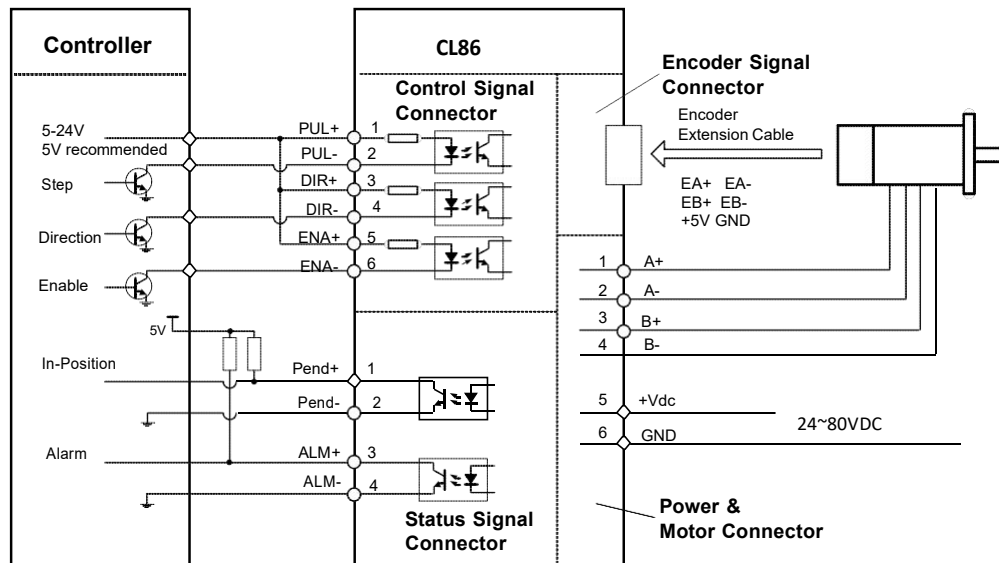 Controller
CL86
Control Signal
Connector
Encoder Signal
Connector
Encoder
Extension Cable
EA+ EA-
EB+ EB-
+5V GND
5-24V
5V recommended
Step
Direction
Enable
PUL+ 1
PUL- 2
DIR+ 3
DIR- 4
ENA+ 5
ENA- 6
5V
In-Position
Alarm
Pend+ 1
Pend- 2
ALM+ 3
ALM- 4
Status Signal
Connector
1 A+
2 A-
3 B+
4 B-
5 +Vdc
6 GND
24~80VDC
Power &
Motor Connector